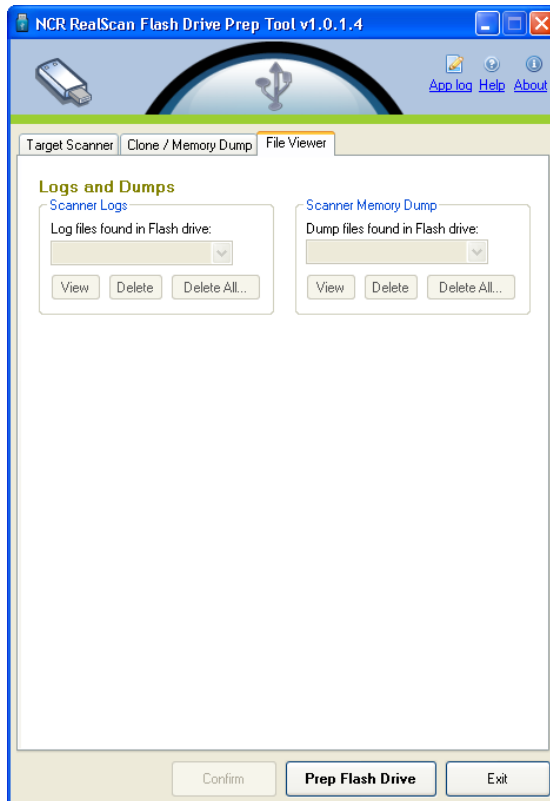 NCR RealScan Flash Drive Prep Tool v1.0.1.4
App log Help About
Target Scanner Clone / Memory Dump File Viewer
Logs and Dumps
Scanner Logs
Log files found in Flash drive:
View Delete Delete All...
Scanner Memory Dump
Dump files found in Flash drive:
View Delete Delete All...
Confirm Prep Flash Drive Exit